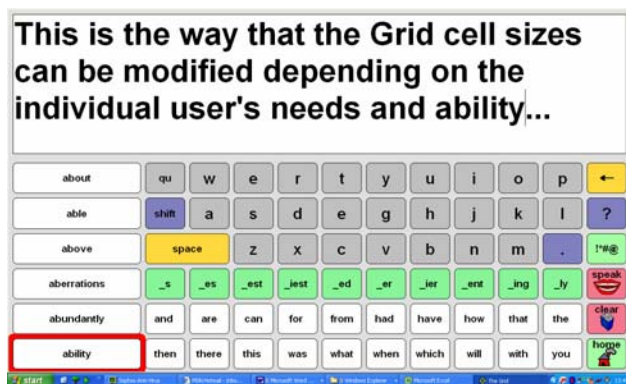 This is the way that the Grid cell sizes
can be modified depending on the
individual user's needs and ability...
about qu w e r t y u i o p ←
able shift a s d e g h j k l ?
above space z x c v b n m . !"#@
aberrations _s _es _est _iest _ed _er _ier _ent _ing _ly speak
abundantly and are can for from had have how that the clear
ability then there this was what when which will with you home
start